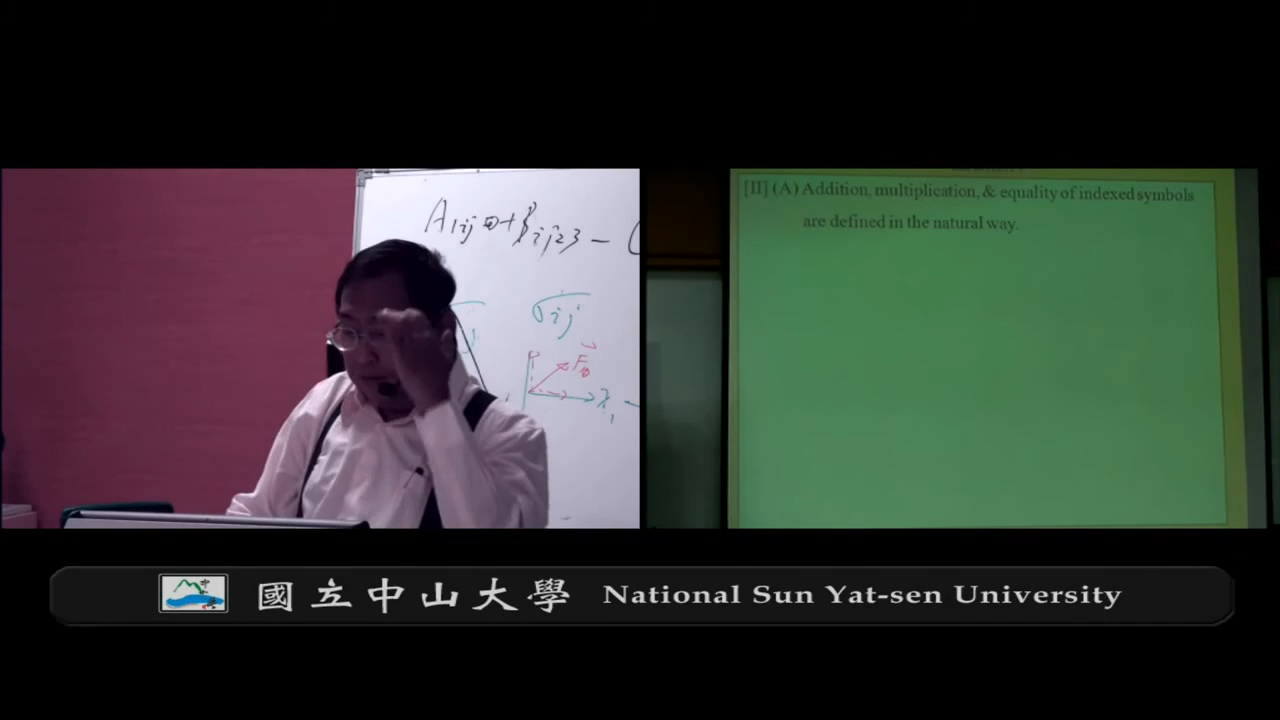 [II] (A) Addition, multiplication, & equality of indexed symbols
are defined in the natural way.
σij
國立中山大學 National Sun Yat-sen University